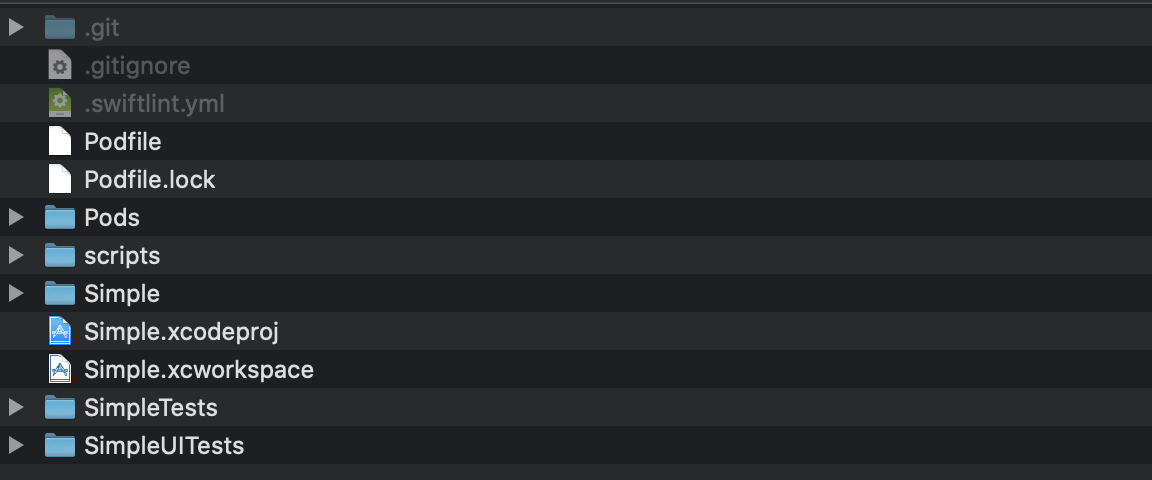 .git
.gitignore
.swiftlint.yml
Podfile
Podfile.lock
Pods
scripts
Simple
Simple.xcodeproj
Simple.xcworkspace
SimpleTests
SimpleUITests